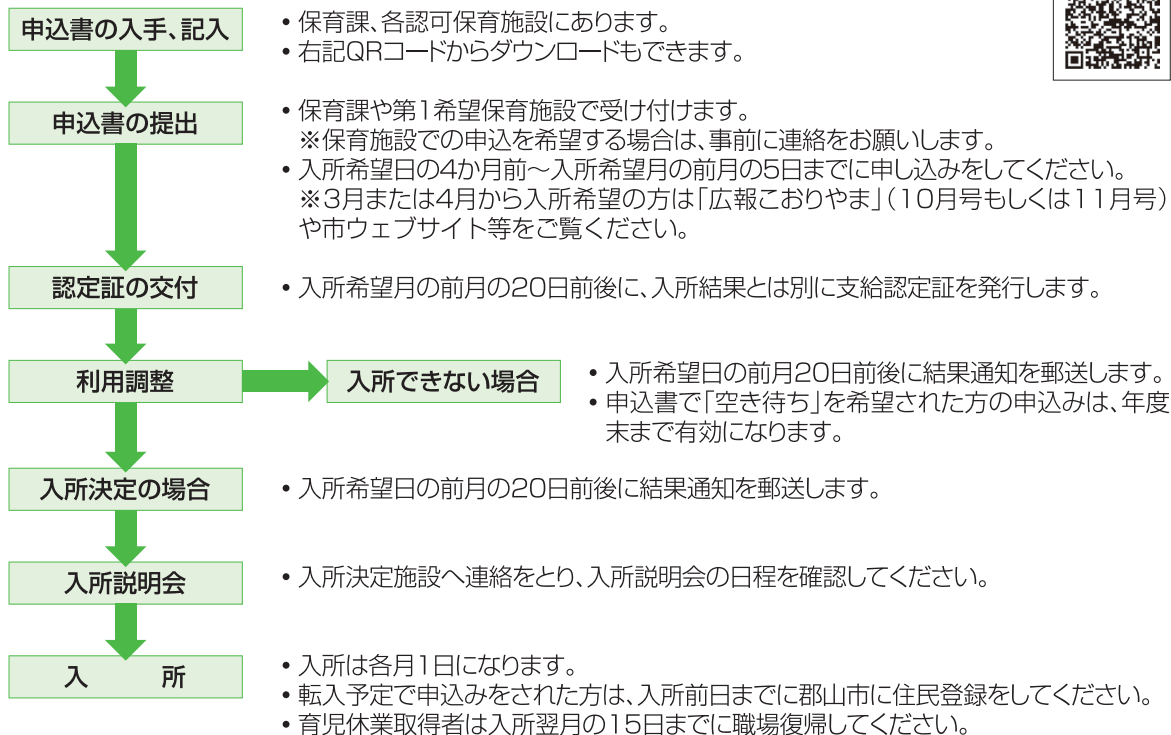 申込書の入手、記入
• 保育課、各認可保育施設にあります。
• 右記QRコードからダウンロードもできます。
申込書の提出
• 保育課や第1希望保育施設で受け付けます。
※保育施設での申込を希望する場合は、事前に連絡をお願いします。
• 入所希望日の4か月前〜入所希望月の前月の5日までに申し込みをしてください。
※3月または4月から入所希望の方は「広報こおりやま」(10月号もしくは11月号)
や市ウェブサイト等をご覧ください。
認定証の交付
• 入所希望月の前月の20日前後に、入所結果とは別に支給認定証を発行します。
利用調整
入所できない場合
• 入所希望日の前月20日前後に結果通知を郵送します。
• 申込書で「空き待ち」を希望された方の申込みは、年度
末まで有効になります。
入所決定の場合
• 入所希望日の前月の20日前後に結果通知を郵送します。
入所説明会
• 入所決定施設へ連絡をとり、入所説明会の日程を確認してください。
入　　所
• 入所は各月1日になります。
• 転入予定で申込みをされた方は、入所前日までに郡山市に住民登録をしてください。
• 育児休業取得者は入所翌月の15日までに職場復帰してください。